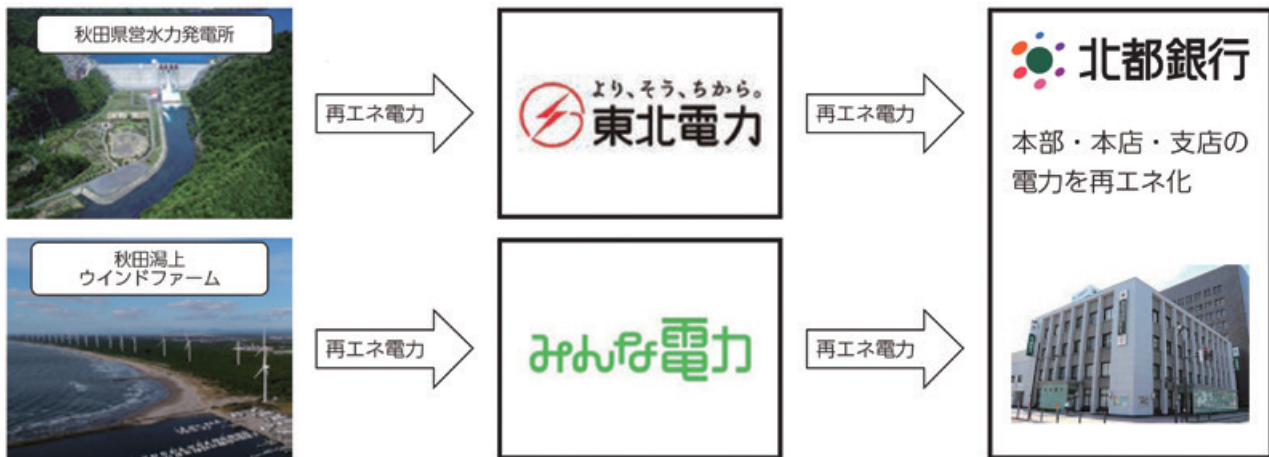 秋田県営水力発電所
再エネ電力
より、そう、ちから。
東北電力
再エネ電力
北都銀行
本部・本店・支店の
電力を再エネ化
秋田潟上
ウインドファーム
再エネ電力
みんな電力
再エネ電力